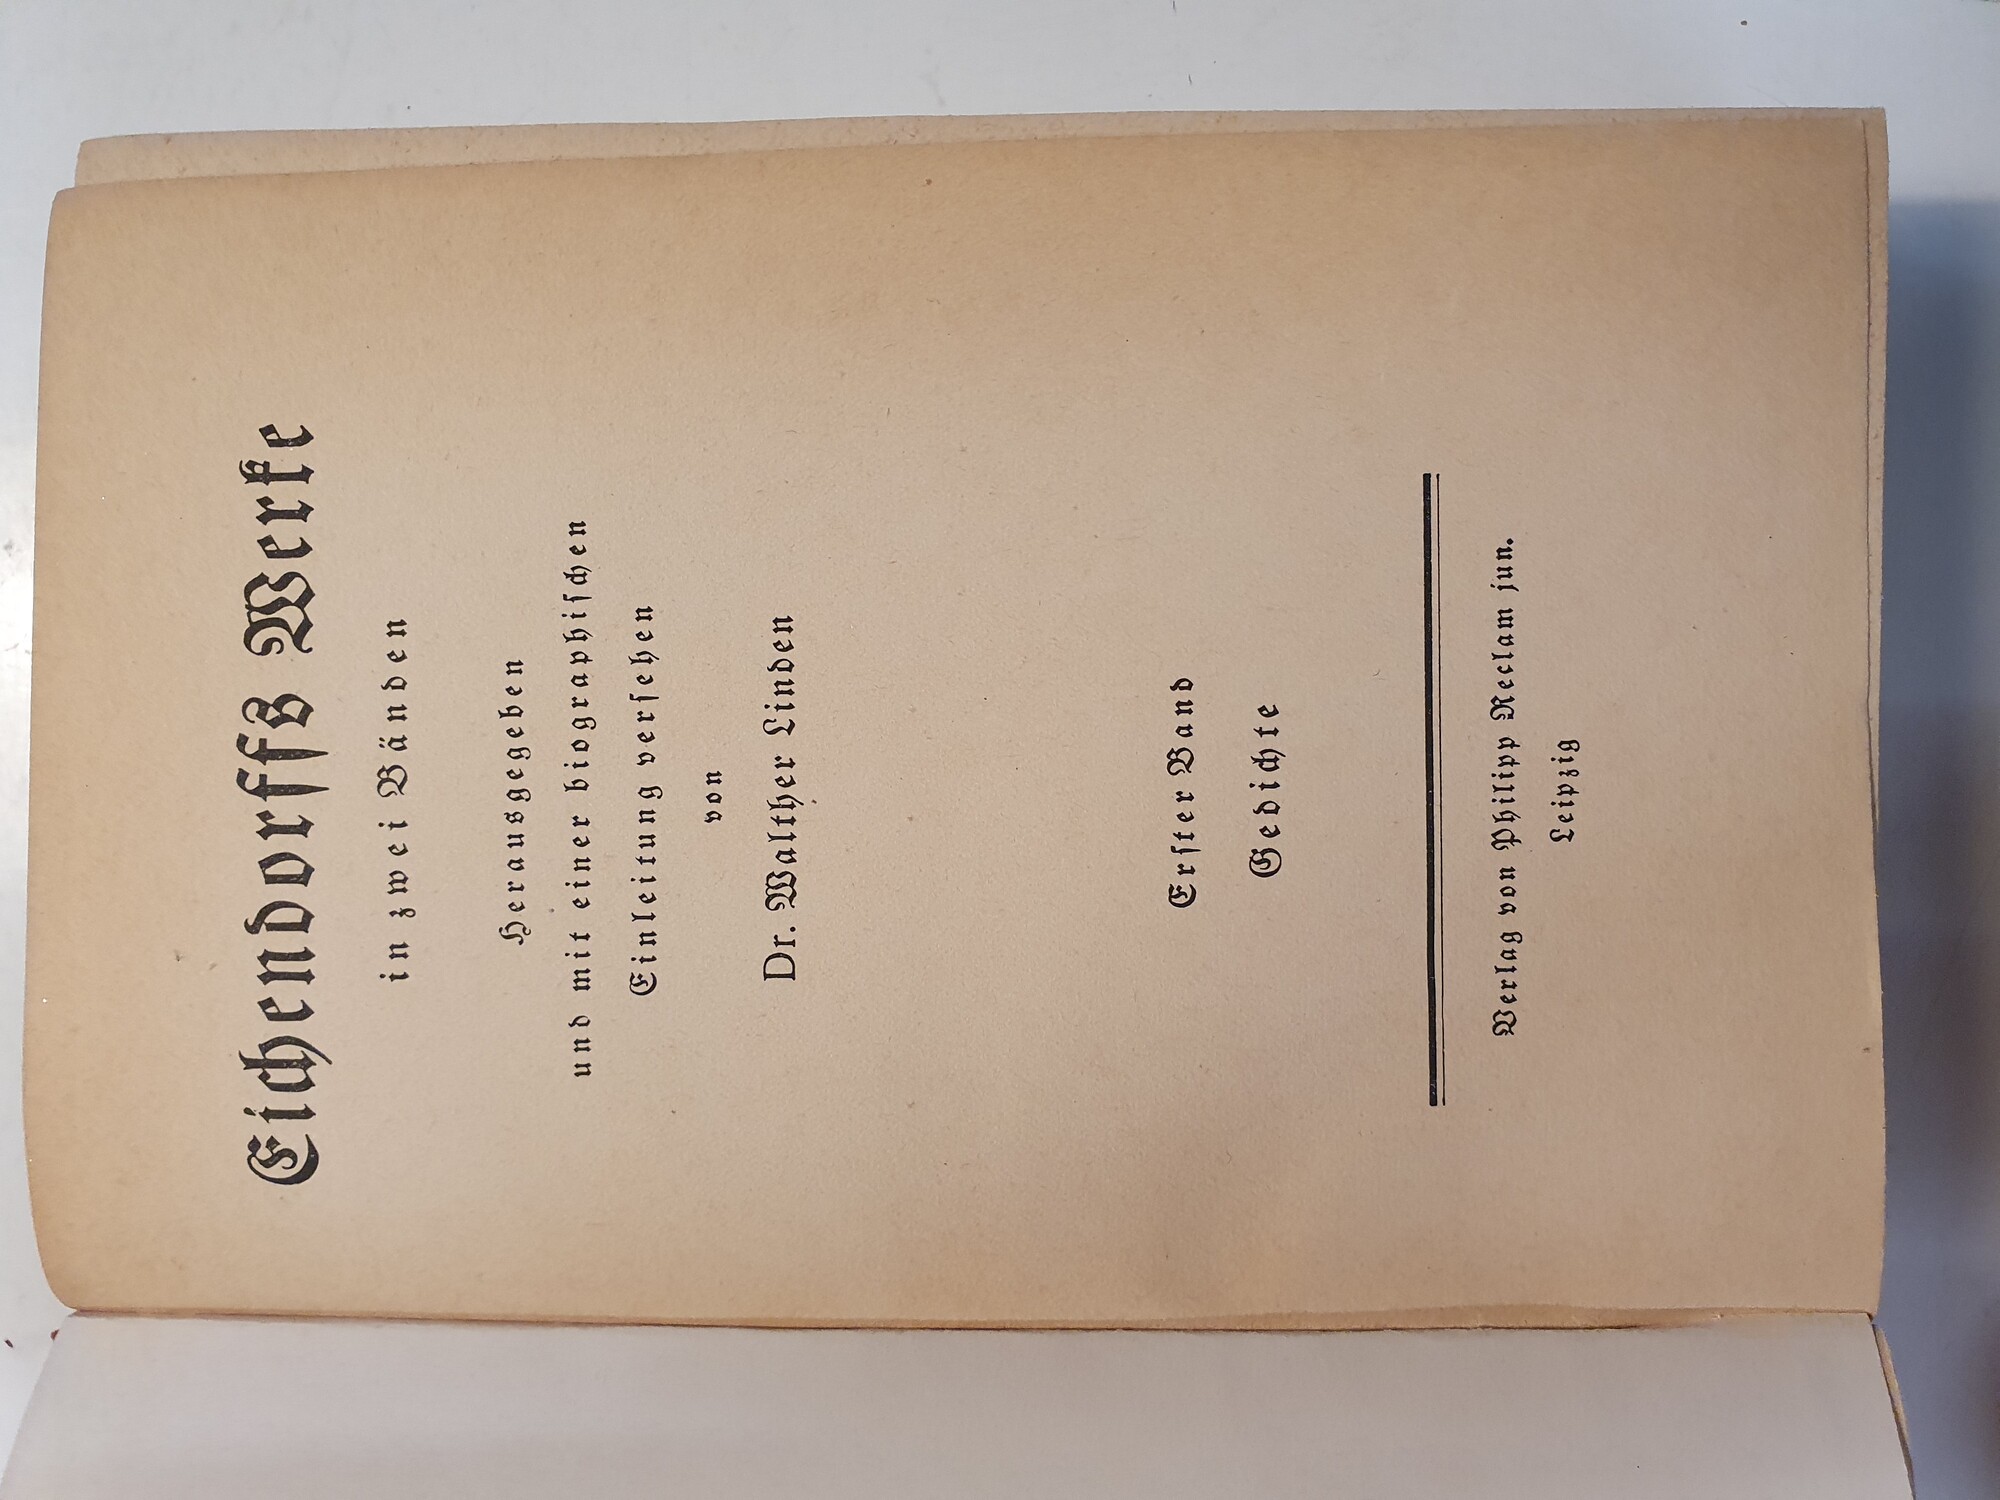 Eichendorffs Werke
in zwei Bänden
Herausgegeben
und mit einer biographischen
Einleitung versehen
von
Dr. Walther Linden
Erster Band
Gedichte
Verlag von Philipp Reclam jun.
Leipzig